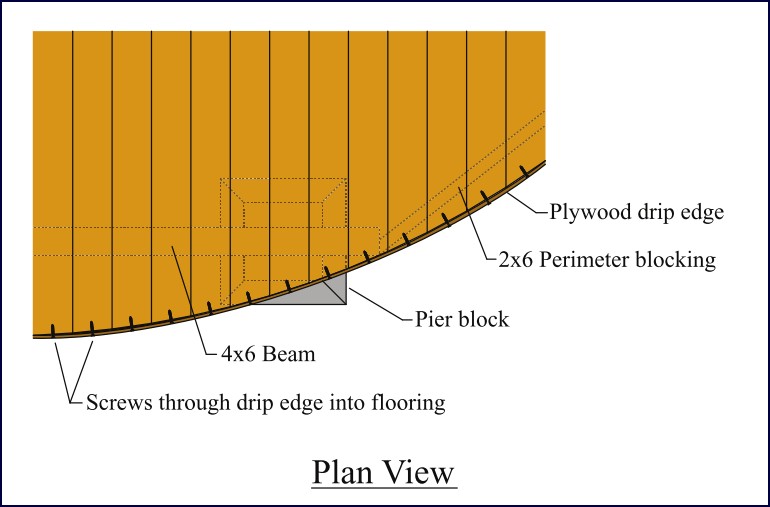 Plywood drip edge
2x6 Perimeter blocking
Pier block
4x6 Beam
Screws through drip edge into flooring
Plan View